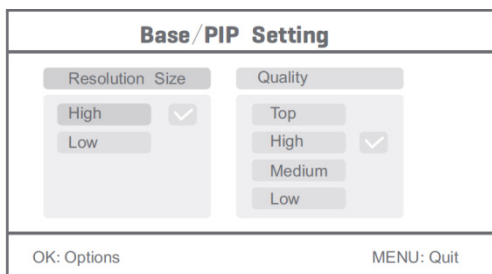 Base/PIP Setting
Resolution Size
High
Low
Quality
Top
High
Medium
Low
OK: Options
MENU: Quit